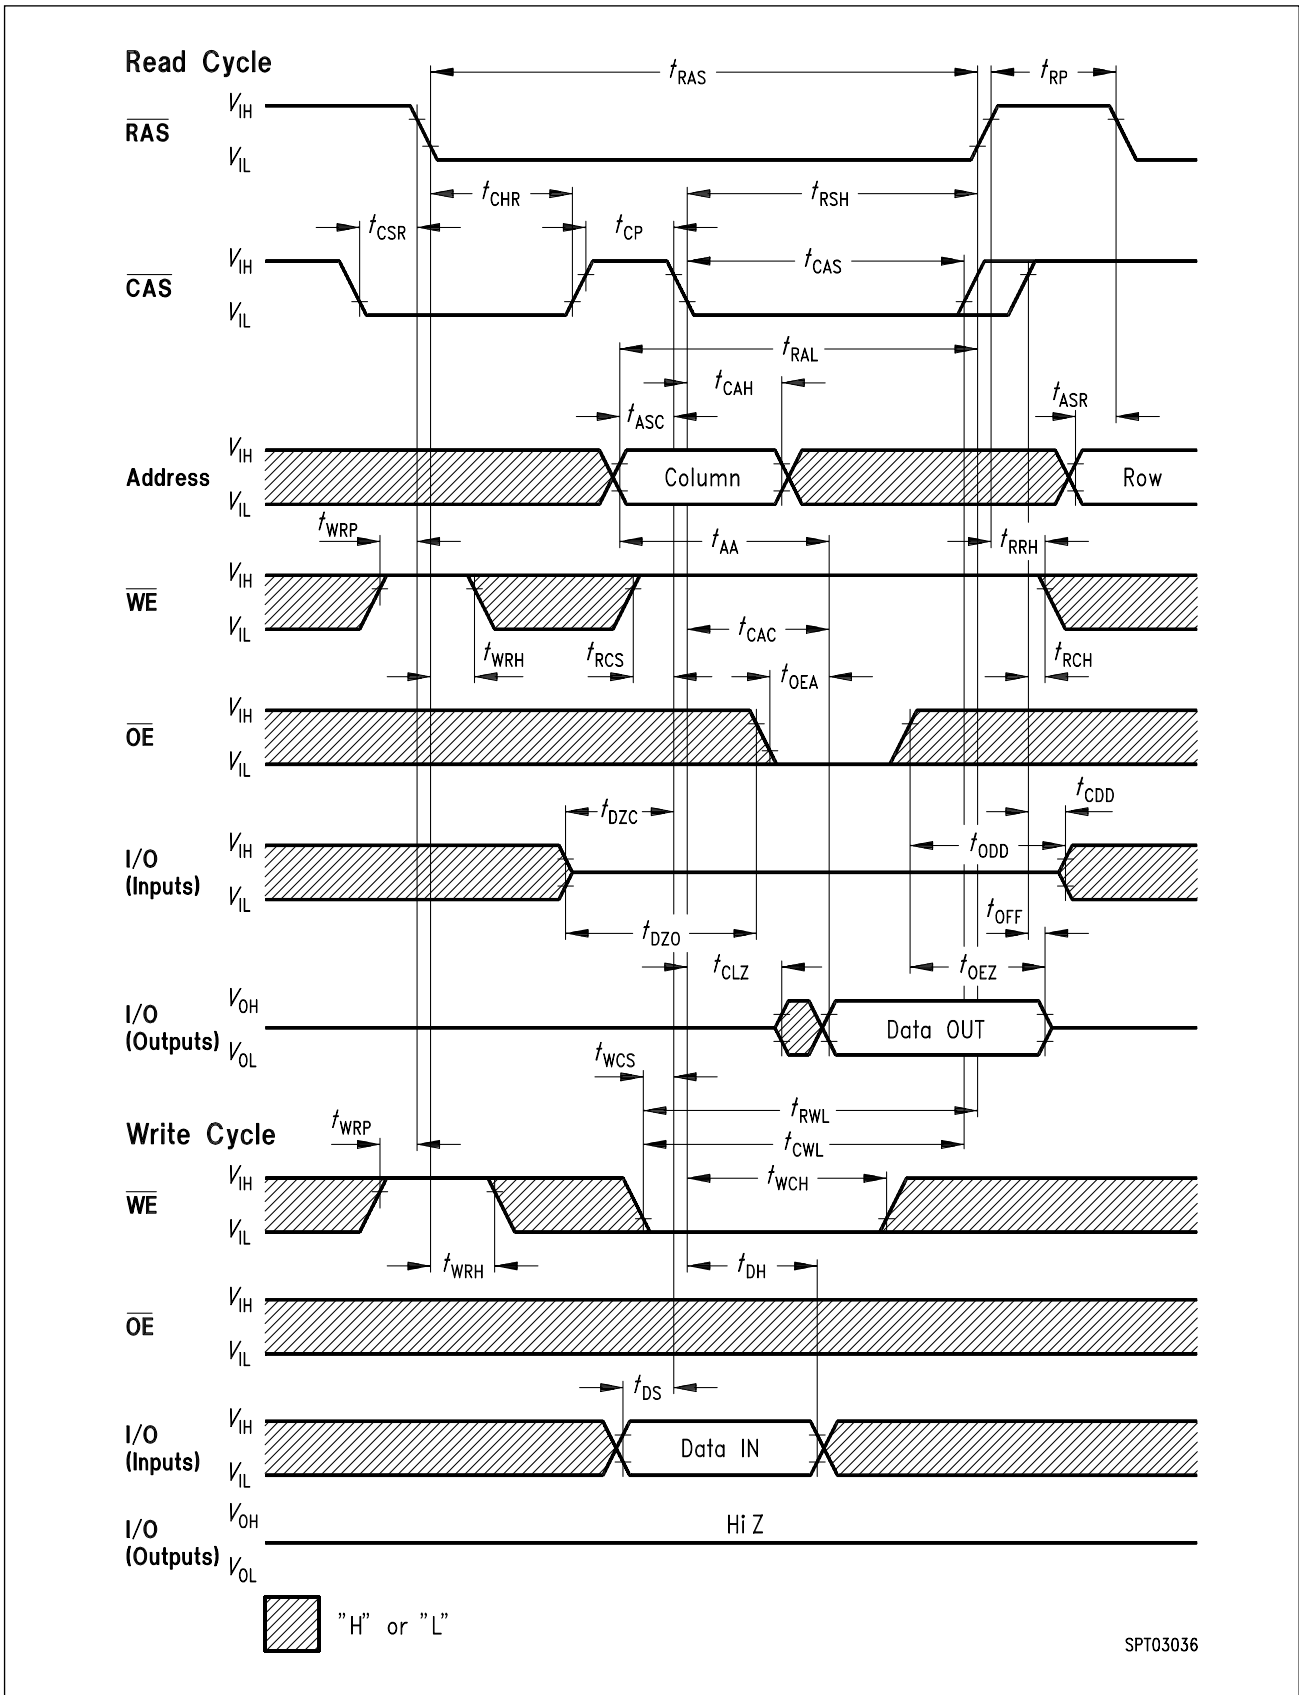 Read Cycle
tRAS
tRP
RAS
VIH
VIL
tCHR
tRSH
tCSR
tCP
CAS
VIH
VIL
tCAS
tRAL
tCAH
tASC
tASR
Address
VIH
VIL
Column
Row
tWRP
tAA
tRRH
WE
VIH
VIL
tCAC
tWRH
tRCS
tOEA
tRCH
OE
VIH
VIL
tDZC
tCDD
tODD
I/O
(Inputs)
VIH
VIL
tOFF
tDZO
tCLZ
tOEZ
I/O
(Outputs)
VOH
VOL
Data OUT
tWCS
tRWL
tWRP
Write Cycle
tCWL
tWCH
WE
VIH
VIL
tWRH
tDH
OE
VIH
VIL
tDS
I/O
(Inputs)
VIH
VIL
Data IN
I/O
(Outputs)
VOH
VOL
Hi Z
"H" or "L"
SPT03036